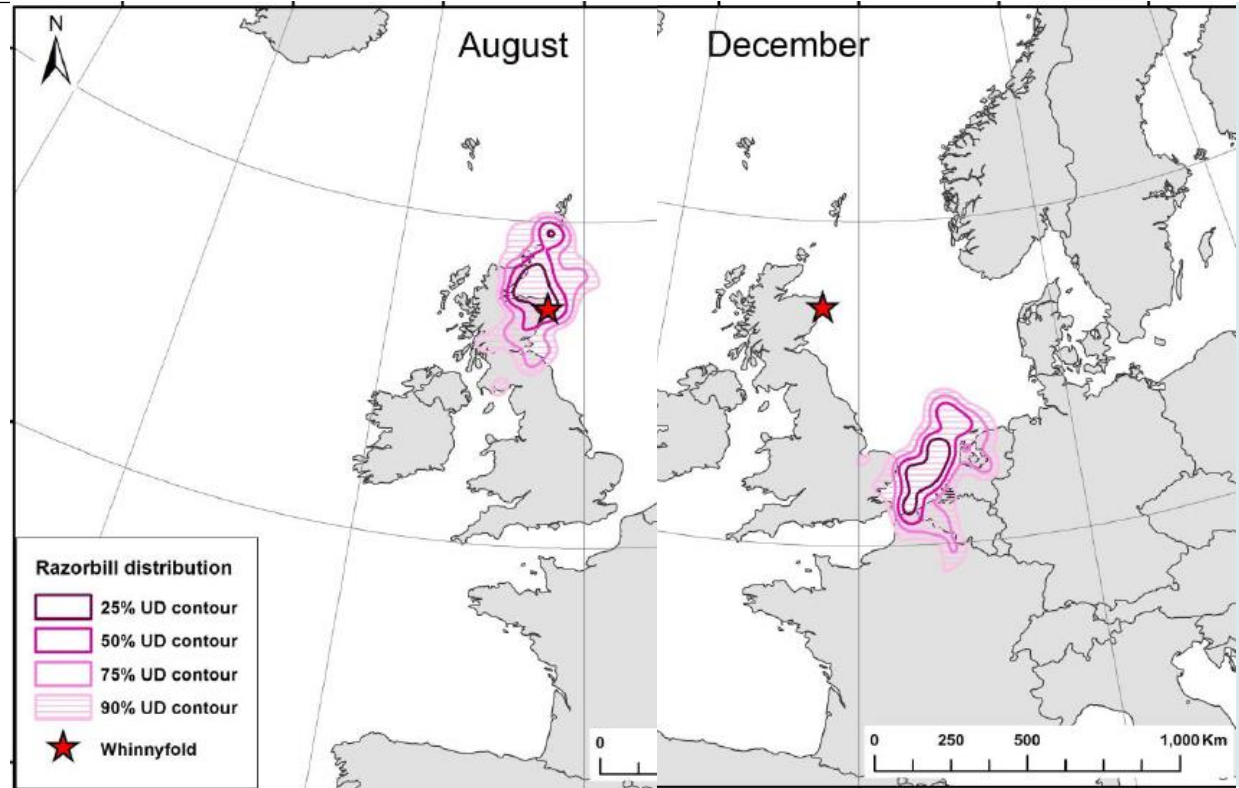 N
August
December
Razorbill distribution
25% UD contour
50% UD contour
75% UD contour
90% UD contour
Whinnyfold
0
0 250 500 1,000 Km